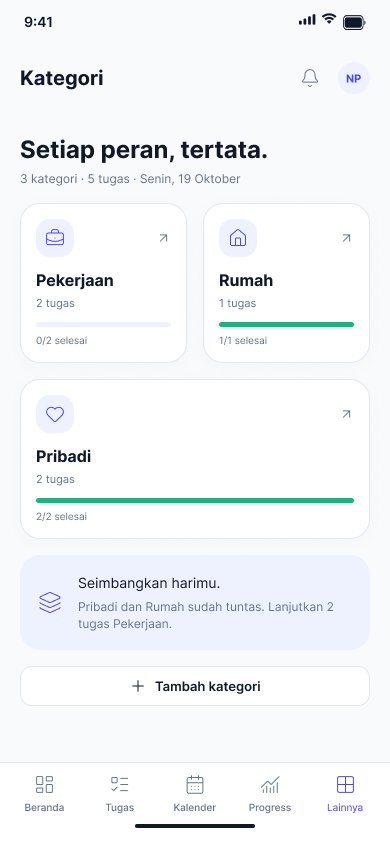 9:41
Kategori
NP
Setiap peran, tertata.
3 kategori · 5 tugas · Senin, 19 Oktober
Pekerjaan
2 tugas
0/2 selesai
Rumah
1 tugas
1/1 selesai
Pribadi
2 tugas
2/2 selesai
Seimbangkan harimu.
Pribadi dan Rumah sudah tuntas. Lanjutkan 2
tugas Pekerjaan.
Tambah kategori
Beranda
Tugas
Kalender
Progress
Lainnya